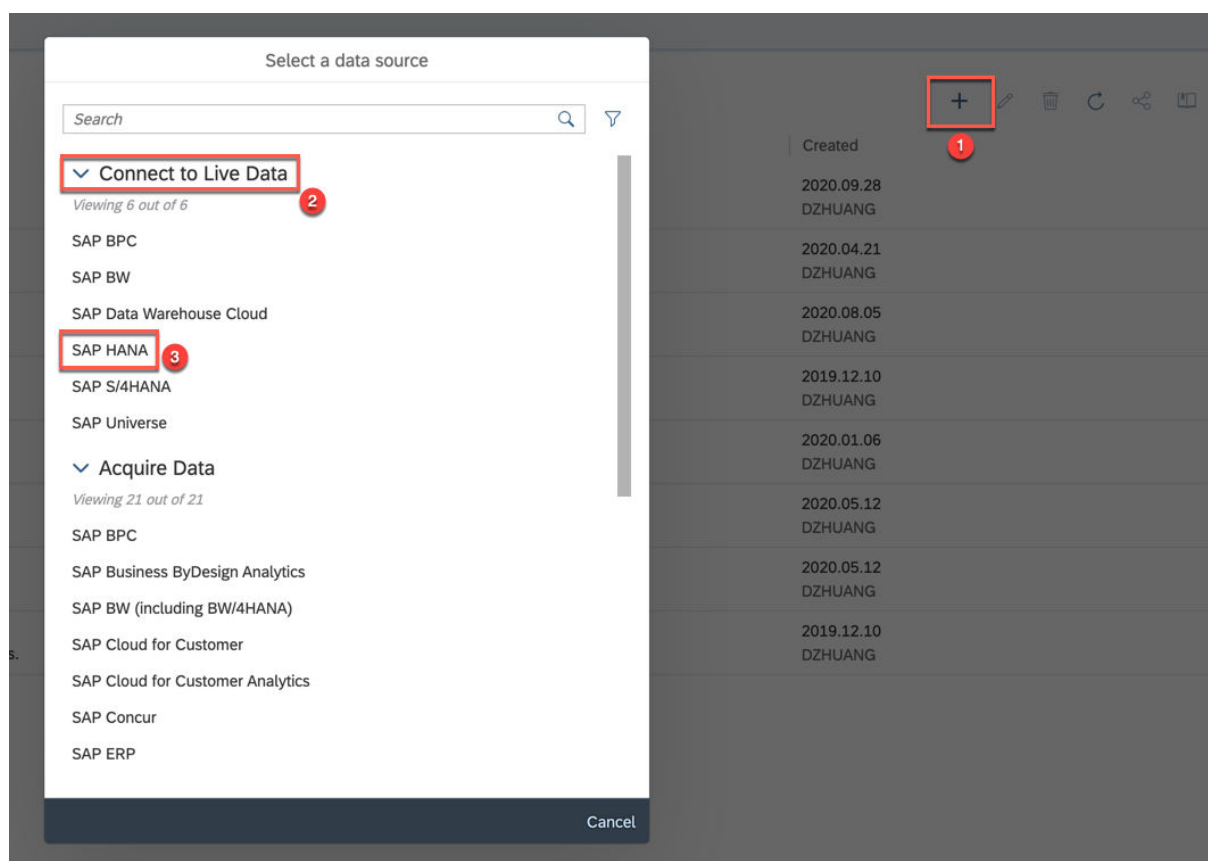 Select a data source
Search
Connect to Live Data
2
Viewing 6 out of 6
SAP BPC
SAP BW
SAP Data Warehouse Cloud
SAP HANA
3
SAP S/4HANA
SAP Universe
Acquire Data
Viewing 21 out of 21
SAP BPC
SAP Business ByDesign Analytics
SAP BW (including BW/4HANA)
SAP Cloud for Customer
SAP Cloud for Customer Analytics
SAP Concur
SAP ERP
Cancel
s.
1
Created
2020.09.28
DZHUANG
2020.04.21
DZHUANG
2020.08.05
DZHUANG
2019.12.10
DZHUANG
2020.01.06
DZHUANG
2020.05.12
DZHUANG
2020.05.12
DZHUANG
2019.12.10
DZHUANG